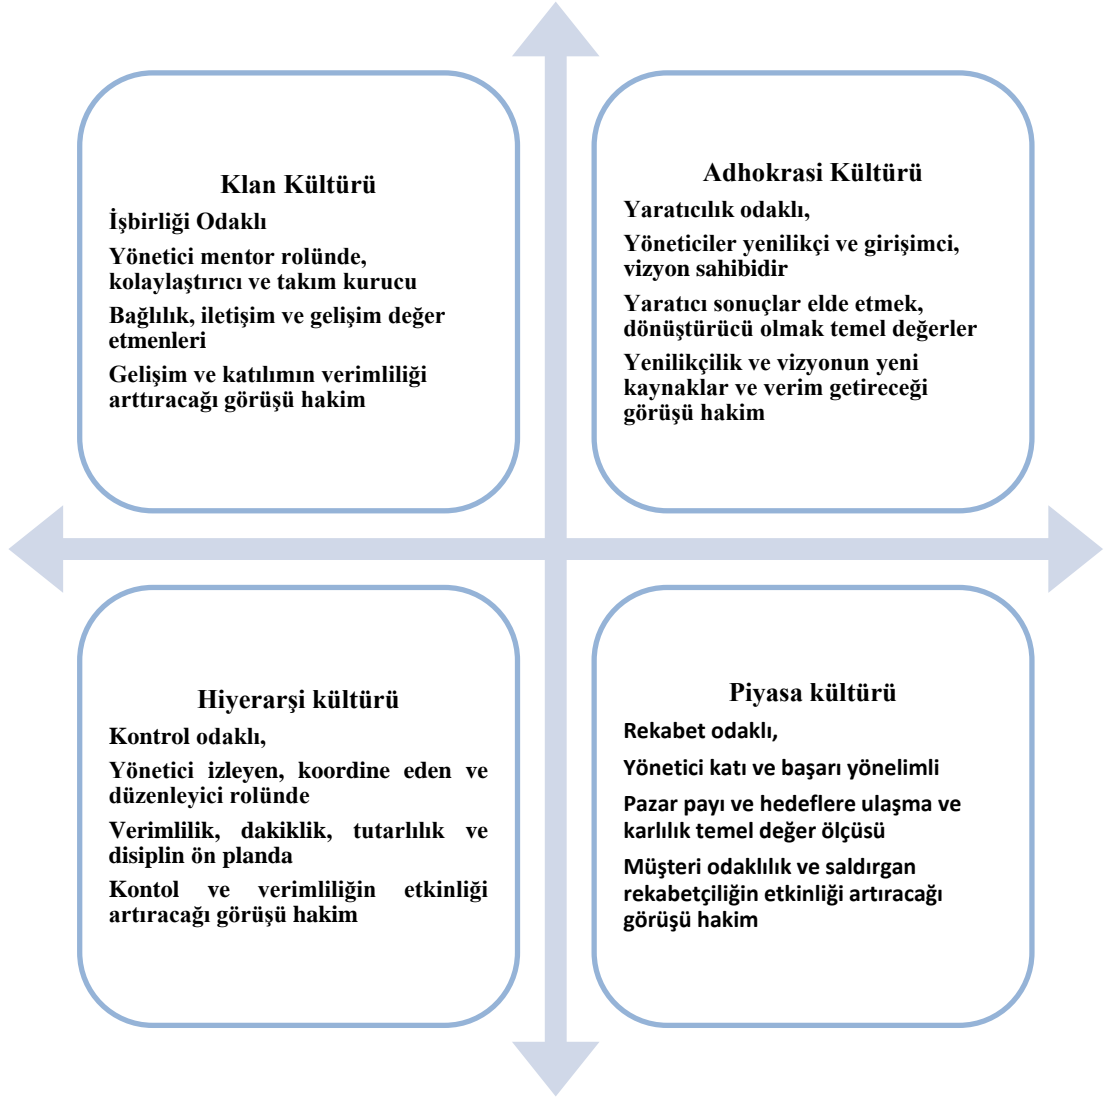 Klan Kültürü
İşbirliği Odaklı
Yönetici mentor rolünde,
kolaylaştırıcı ve takım kurucu
Bağlılık, iletişim ve gelişim değer
etmenleri
Gelişim ve katılımın verimliliği
arttıracağı görüşü hakim
Adhokrasi Kültürü
Yaratıcılık odaklı,
Yöneticiler yenilikçi ve girişimci,
vizyon sahibidir
Yaratıcı sonuçlar elde etmek,
dönüştürücü olmak temel değerler
Yenilikçilik ve vizyonun yeni
kaynaklar ve verim getireceği
görüşü hakim
Hiyerarşi kültürü
Kontrol odaklı,
Yönetici izleyen, koordine eden ve
düzenleyici rolünde
Verimlilik, dakiklik, tutarlılık ve
disiplin ön planda
Kontol ve verimliliğin etkinliği
artıracağı görüşü hakim
Piyasa kültürü
Rekabet odaklı,
Yönetici katı ve başarı yönelimli
Pazar payı ve hedeflere ulaşma ve
karlılık temel değer ölçüsü
Müşteri odaklılık ve saldırgan
rekabetçiliğin etkinliği artıracağı
görüşü hakim